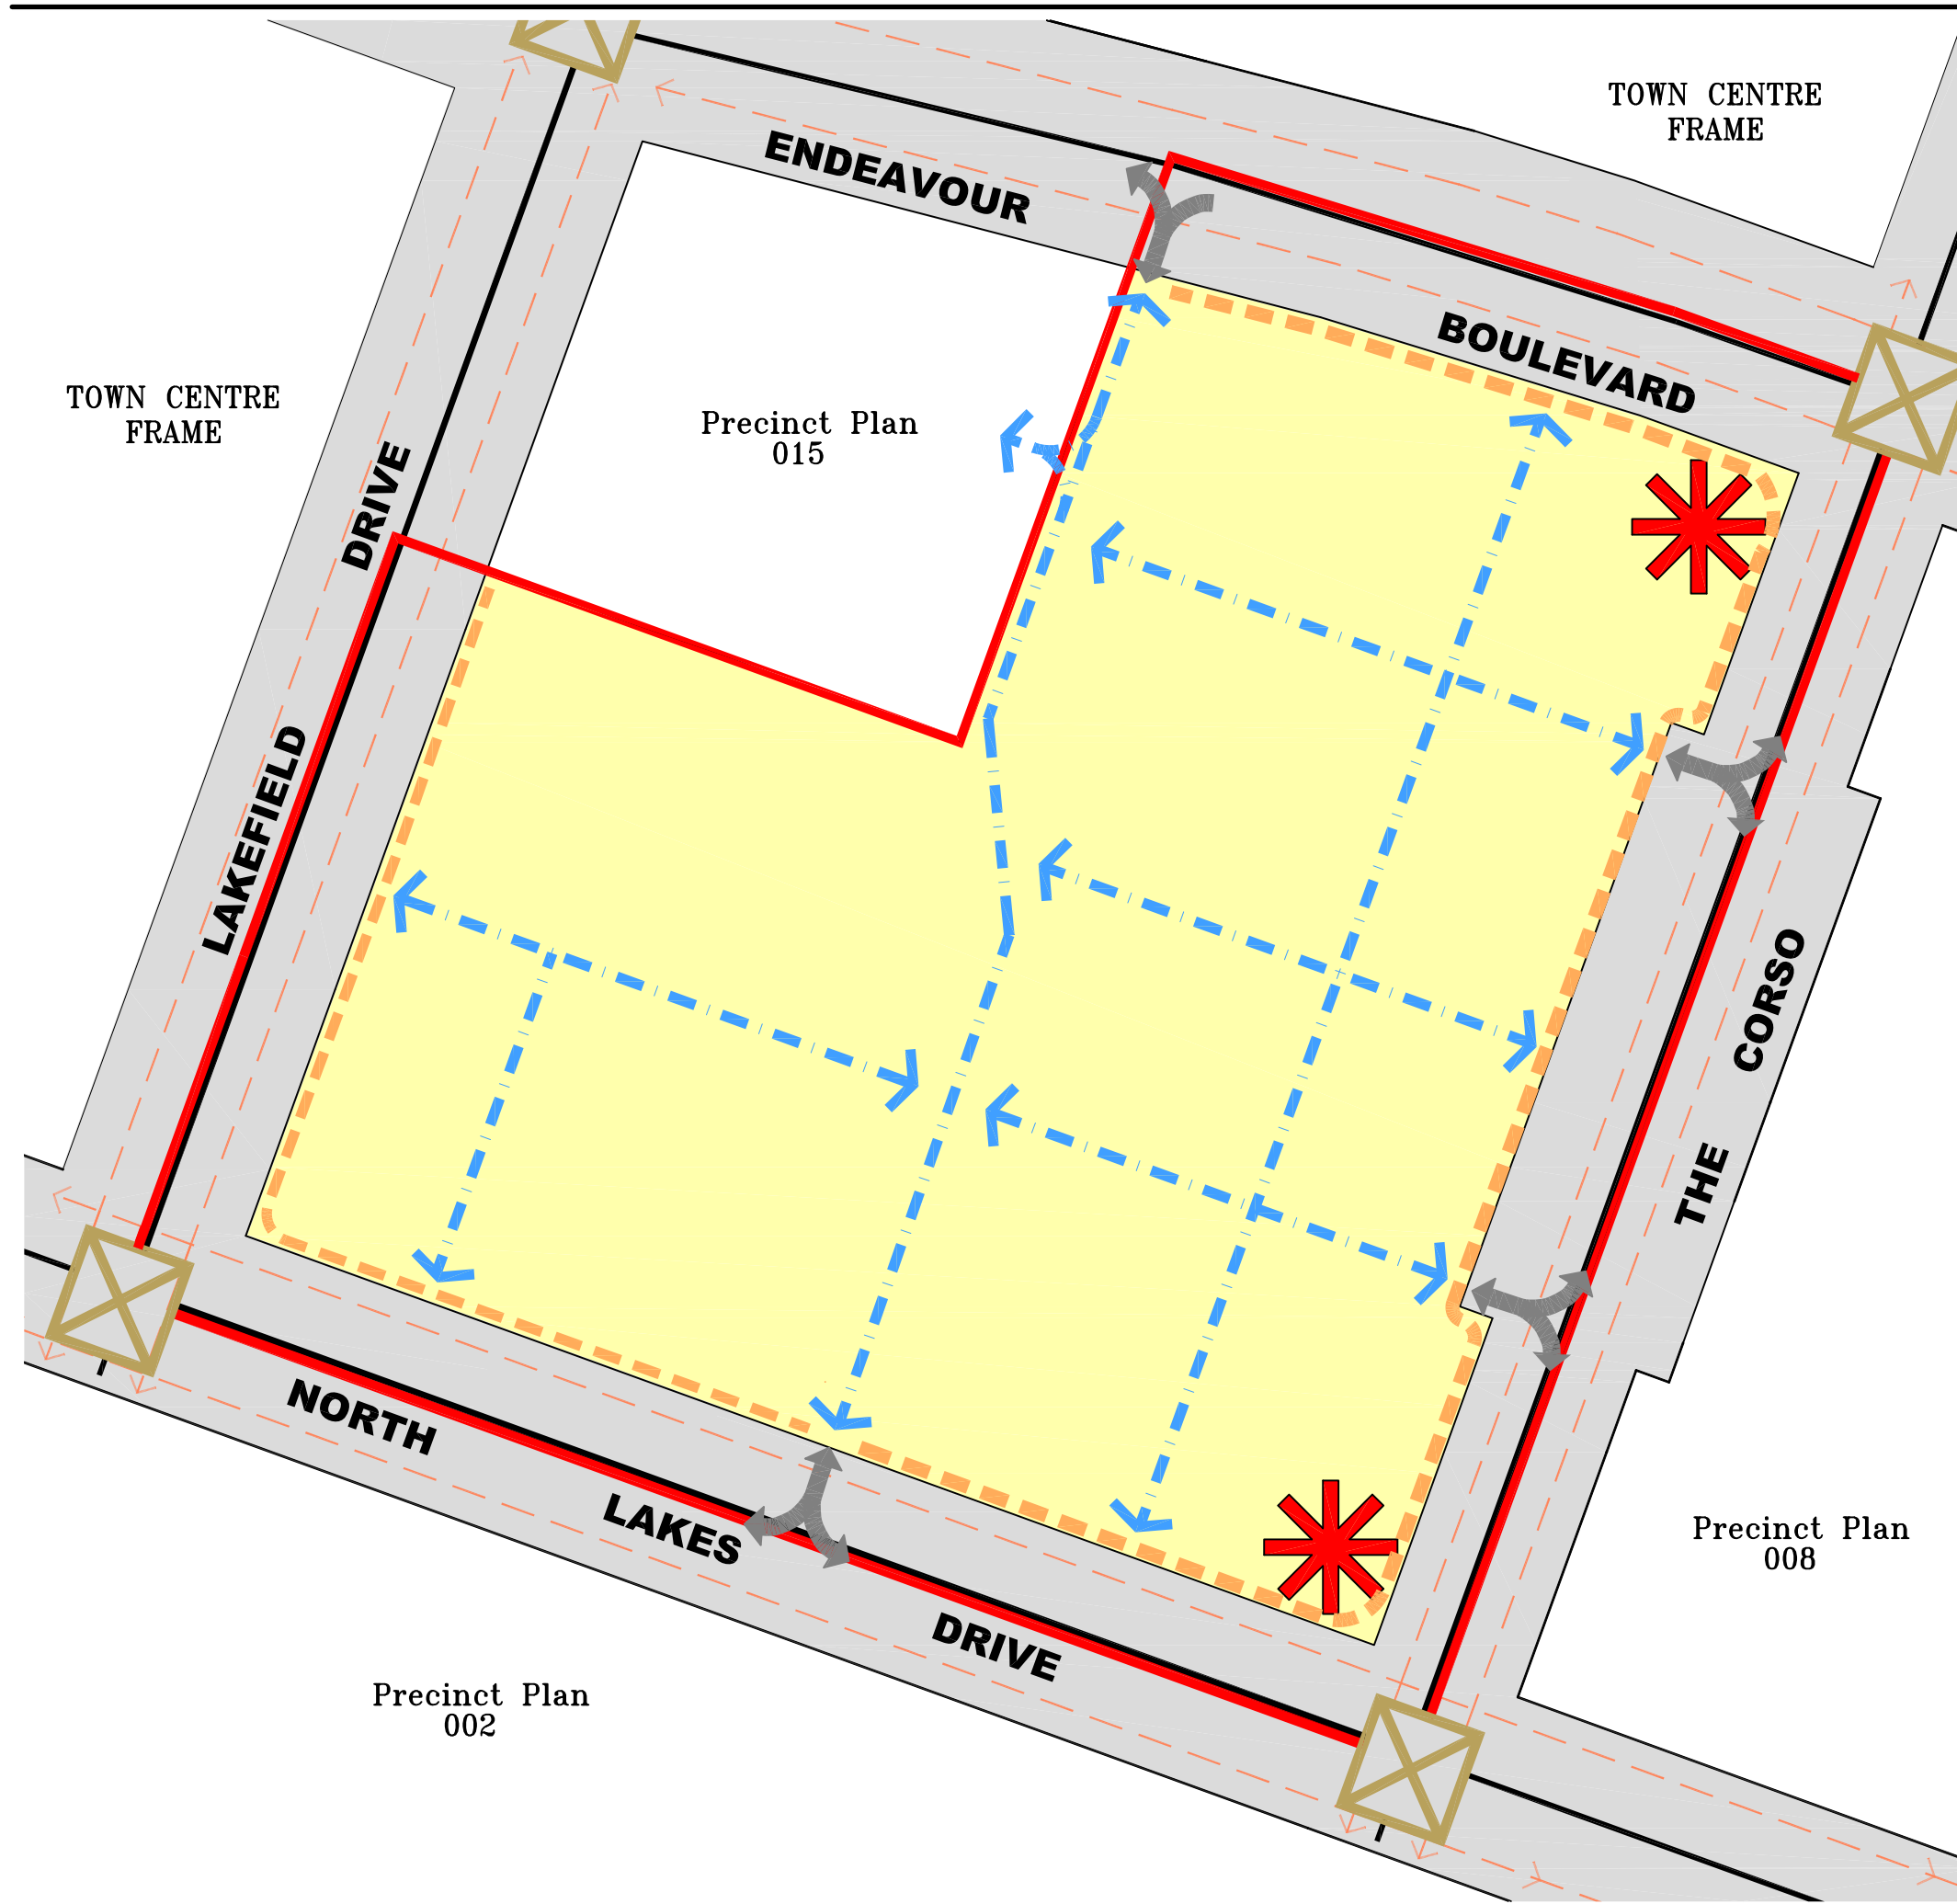 TOWN CENTRE
FRAME
ENDEAVOUR
BOULEVARD
TOWN CENTRE
FRAME
Precinct Plan
015
DRIVE
LAKEFIELD
THE CORSO
NORTH
LAKES
DRIVE
Precinct Plan
008
Precinct Plan
002